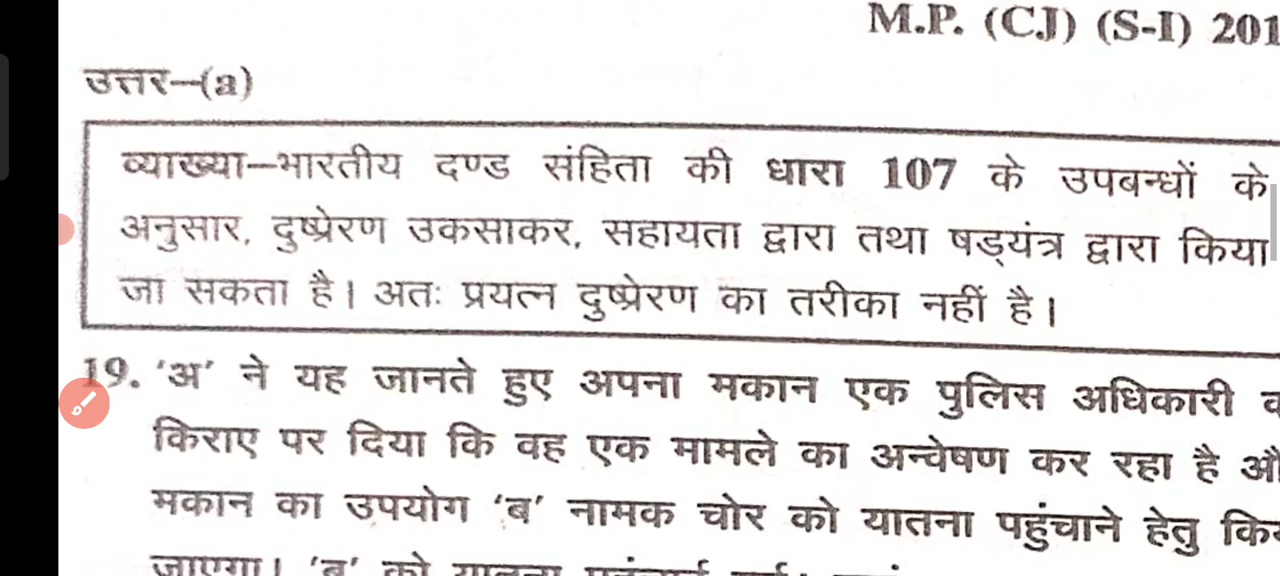 M.P. (CJ) (S-I) 201
उत्तर–(a)
व्याख्या–भारतीय दण्ड संहिता की धारा 107 के उपबन्धों के
अनुसार, दुष्प्रेरण उकसाकर, सहायता द्वारा तथा षड्यंत्र द्वारा किया
जा सकता है। अतः प्रयत्न दुष्प्रेरण का तरीका नहीं है।
19. ‘अ’ ने यह जानते हुए अपना मकान एक पुलिस अधिकारी
किराए पर दिया कि वह एक मामले का अन्वेषण कर रहा है
मकान का उपयोग ‘ब’ नामक चोर को यातना पहुंचाने हेतु
जाएगा। ‘ब’ को यातना